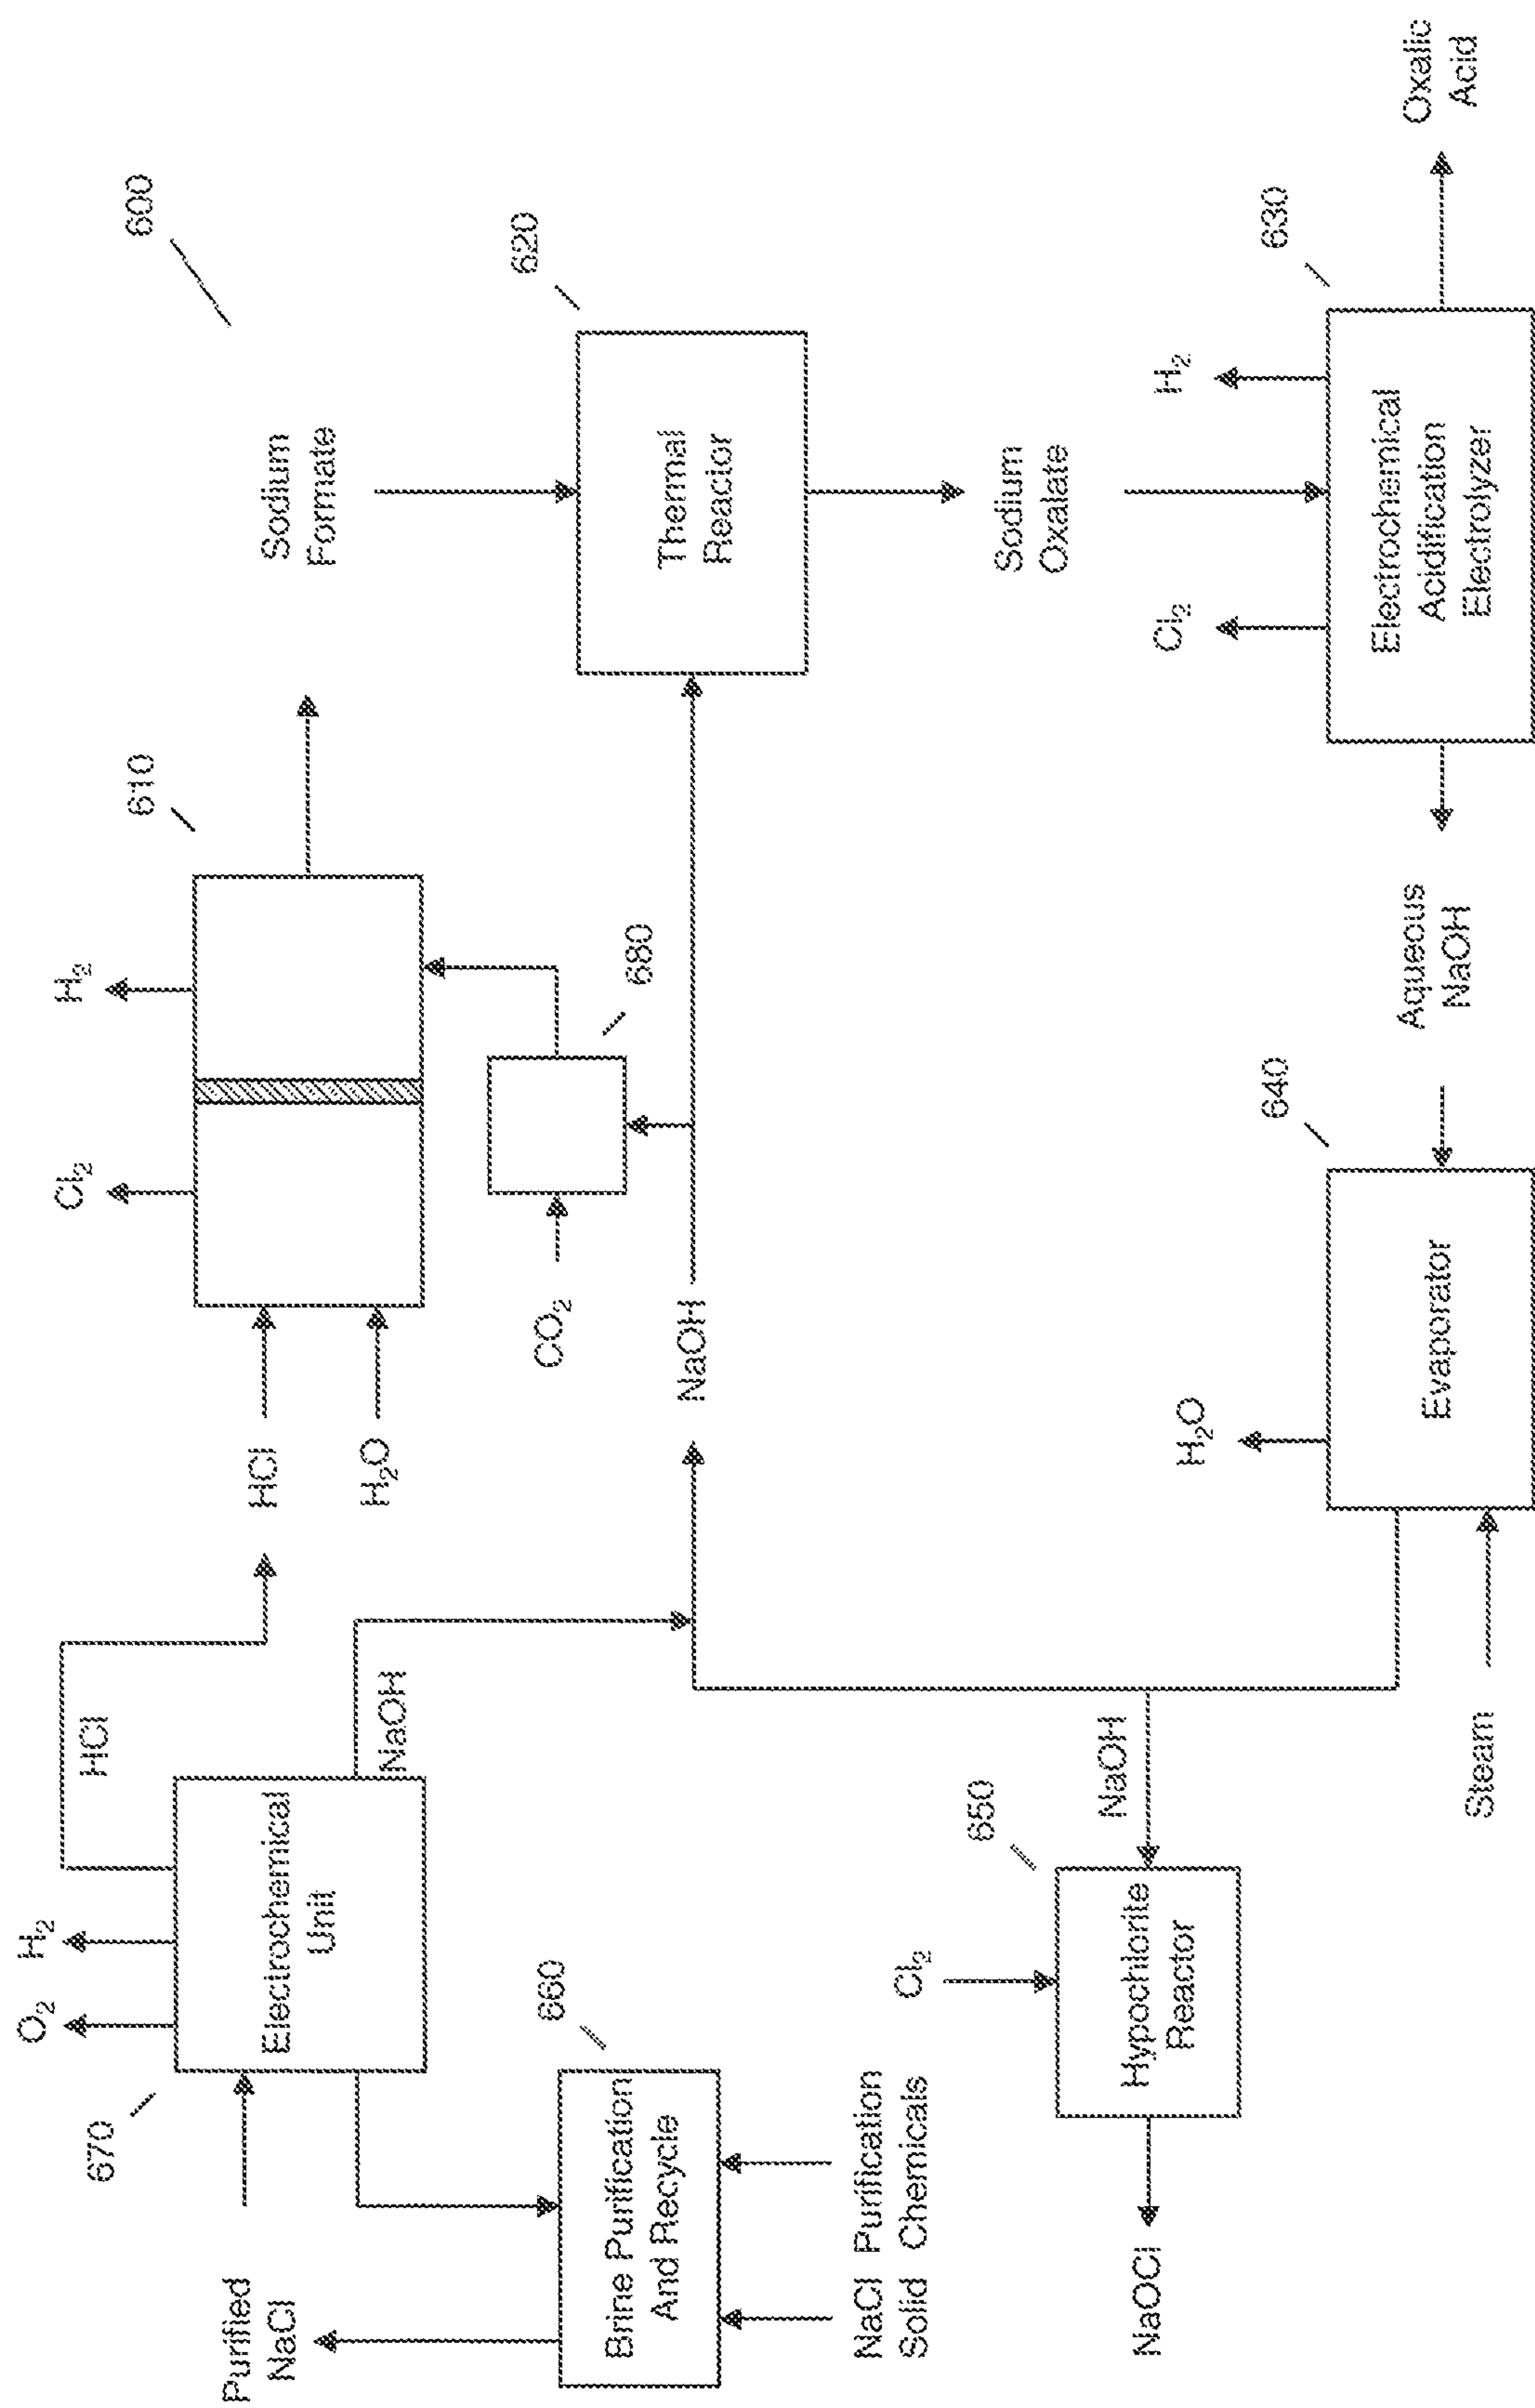 600
O₂
H₂
HCl
670
Electrochemical
Unit
Purified
NaCl
NaOH
HCl
H₂O
Cl₂
H₂
610
Sodium
Formate
660
Brine Purification
And Recycle
NaCl
Solid
Purification
Chemicals
CO₂
680
NaOH
620
Thermal
Reactor
Sodium
Oxalate
Cl₂
650
Hypochlorite
Reactor
NaOH
NaOCl
Steam
H₂O
640
Evaporator
Aqueous
NaOH
Cl₂
H₂
630
Electrochemical
Acidification
Electrolyzer
Oxalic
Acid